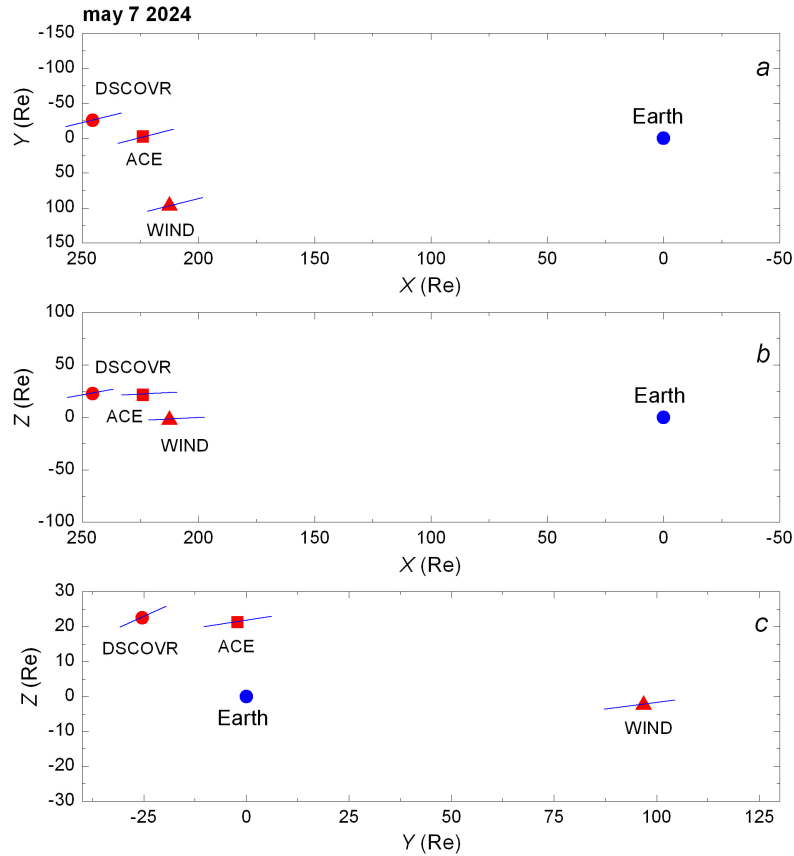 may 7 2024
-150
-100
-50
0
50
100
150
Y (Re)
a
DSCOVR
ACE
WIND
Earth
250 200 150 100 50 0 -50
X (Re)
100
50
0
-50
-100
Z (Re)
b
DSCOVR
ACE
WIND
Earth
250 200 150 100 50 0 -50
X (Re)
30
20
10
0
-10
-20
-30
Z (Re)
c
DSCOVR
ACE
Earth
WIND
-25 0 25 50 75 100 125
Y (Re)